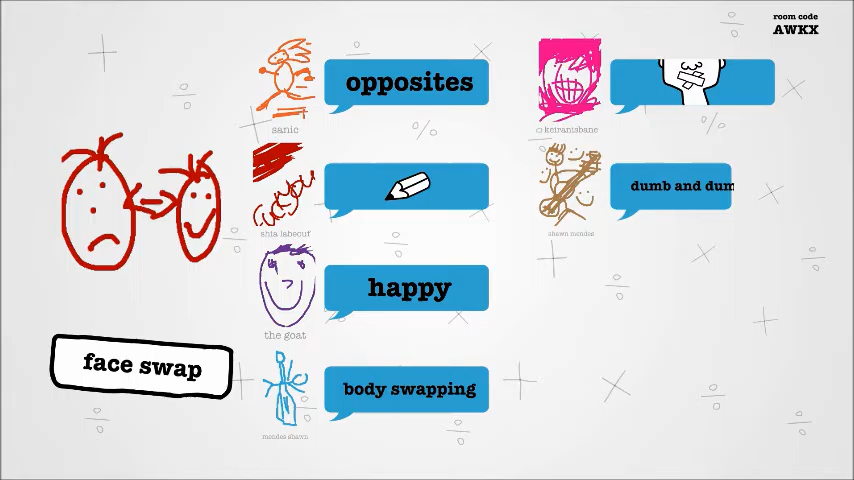 room code
AWKX
opposites
sanic
keiranisbane
shia labeouf
dumb and dum
shawn mendes
happy
the goat
face swap
body swapping
mendes shawn